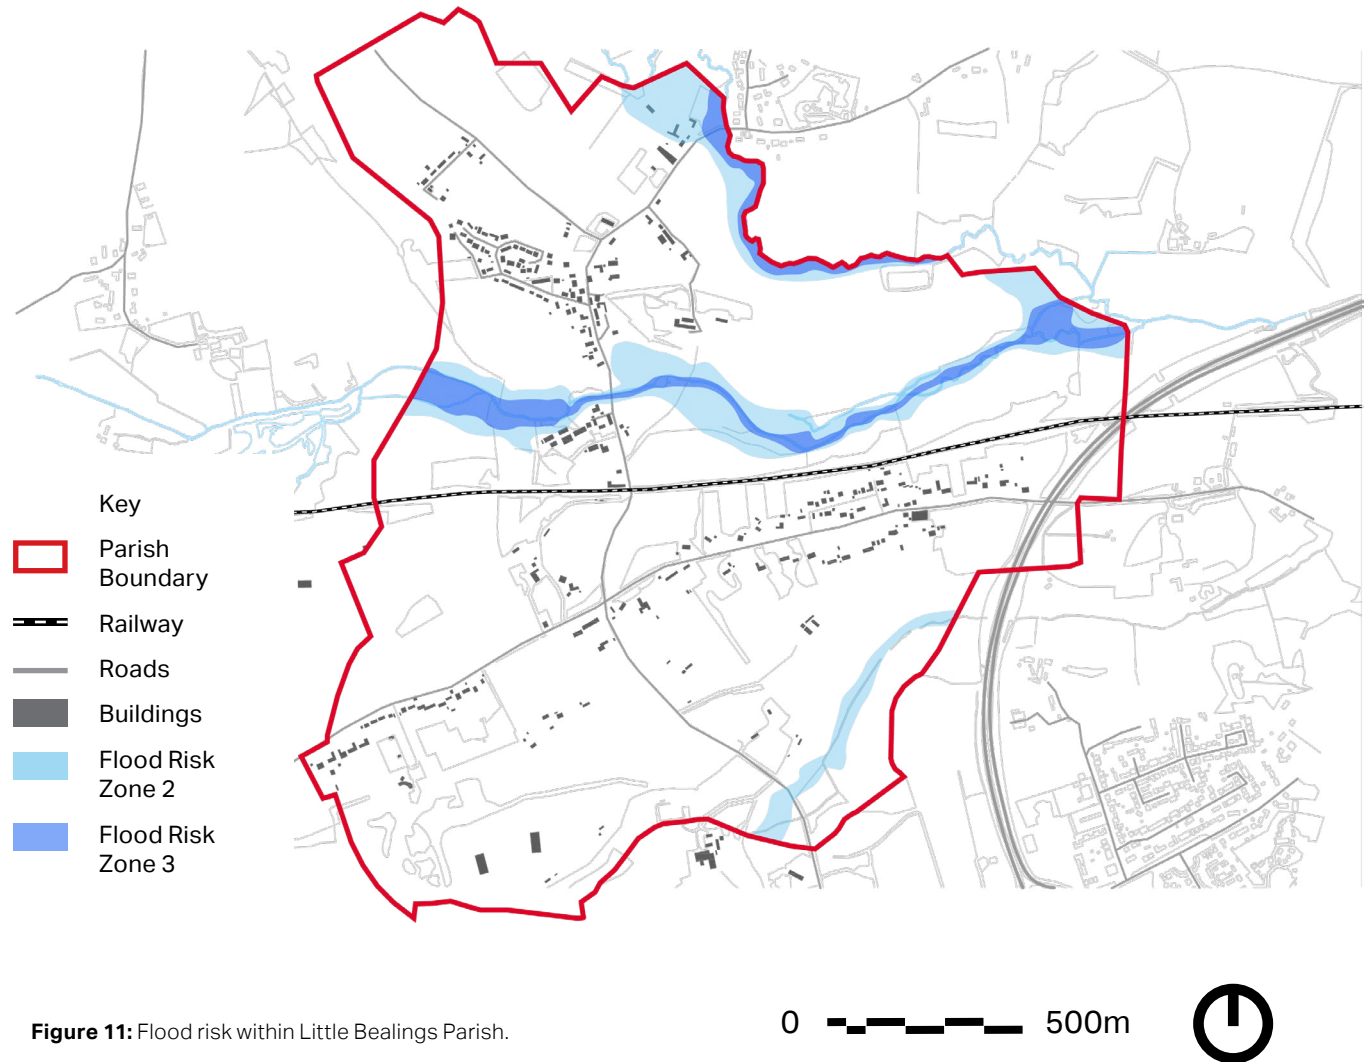 Key
Parish
Boundary
Railway
Roads
Buildings
Flood Risk
Zone 2
Flood Risk
Zone 3
Figure 11: Flood risk within Little Bealings Parish.
0 500m